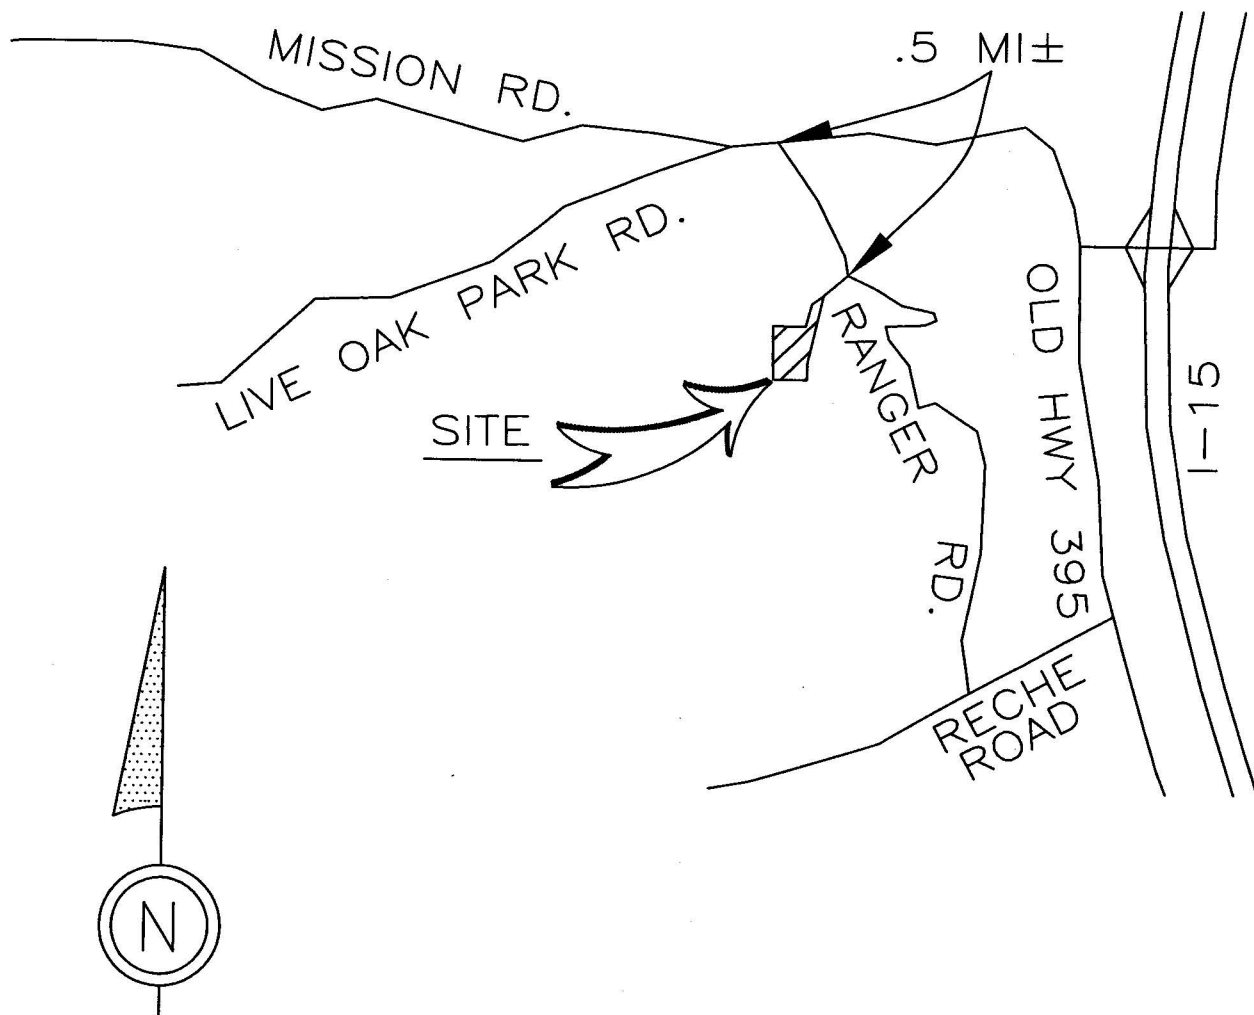 MISSION RD.
.5 MI±
LIVE OAK PARK RD.
OLD HWY 395
I-15
RANGER RD.
SITE
RECHE
ROAD
N